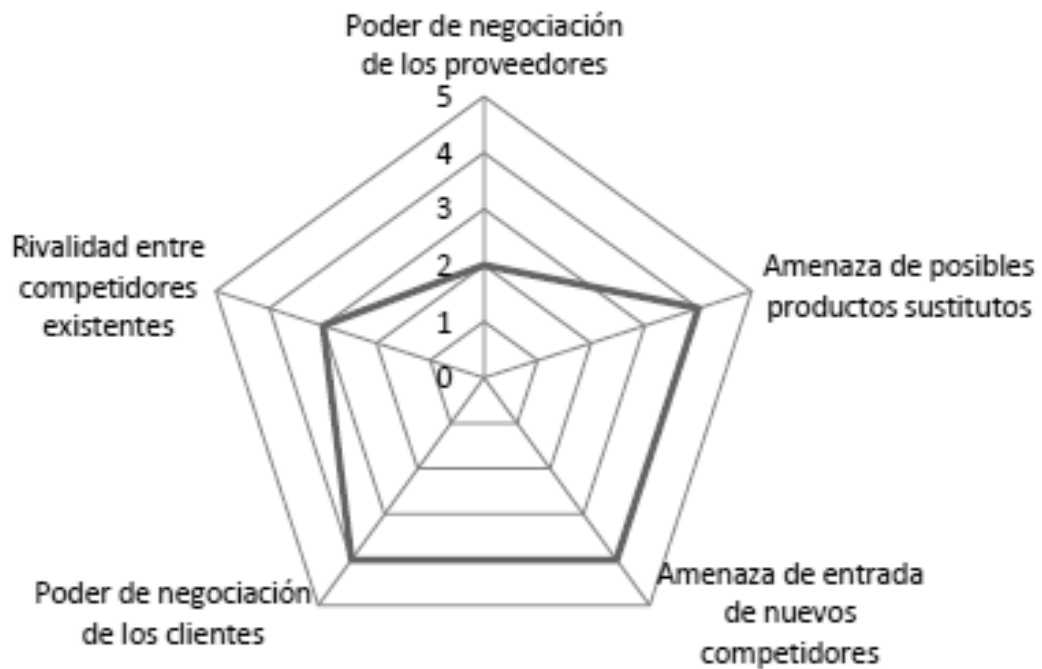 Poder de negociación
de los proveedores
5
4
3
2
1
0
Amenaza de posibles
productos sustitutos
Amenaza de entrada
de nuevos
competidores
Poder de negociación
de los clientes
Rivalidad entre
competidores
existentes